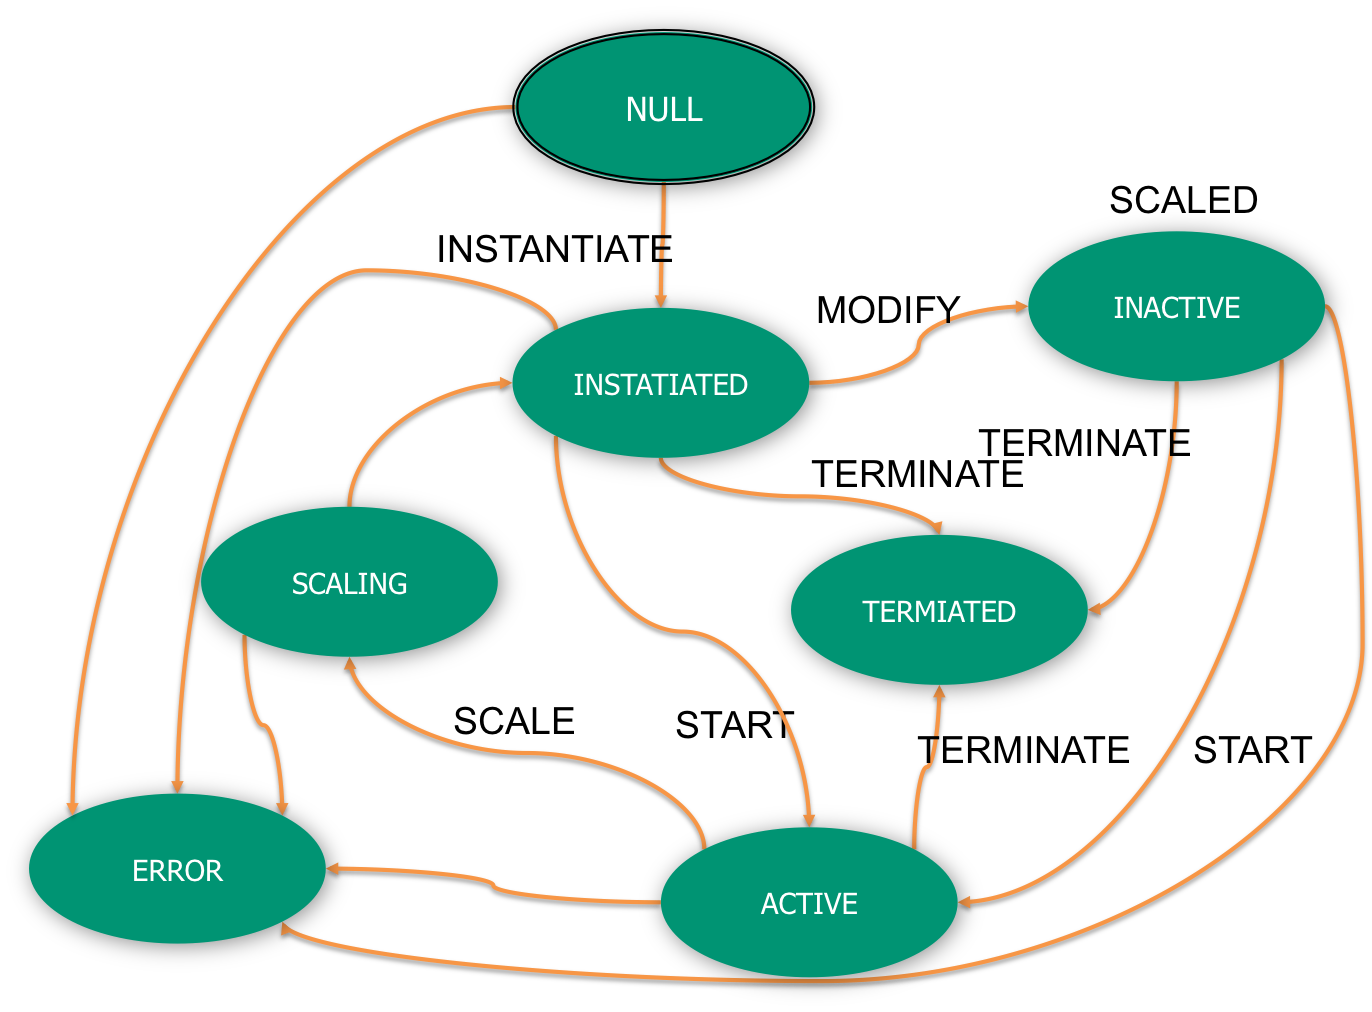 NULL
SCALED
INSTANTIATE
MODIFY
INACTIVE
INSTATIATED
TERMINATE
TERMINATE
SCALING
TERMIATED
SCALE
START
TERMINATE
START
ERROR
ACTIVE